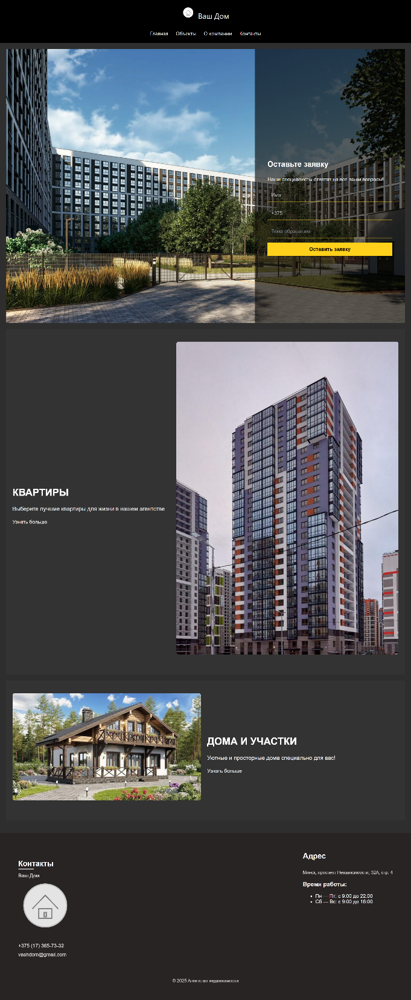 Ваш Дом
Главная Объекты О компании Контакты
Оставьте заявку
Наши специалисты ответят на все ваши вопросы!
Имя
+375
Тема обращения
Оставить заявку
КВАРТИРЫ
Выберите лучшие квартиры для жизни в нашем агентстве
Узнать больше
ДОМА И УЧАСТКИ
Уютные и просторные дома специально для вас!
Узнать больше
Контакты
Ваш Дом
+375 (17) 365-73-32
vashdom@gmail.com
Адрес
Минск, проспект Независимости, 32А, стр. 4
Время работы:
Пн — Пт: с 9:00 до 22:00
Сб — Вс: с 9:00 до 16:00
© 2025 Агентство недвижимости